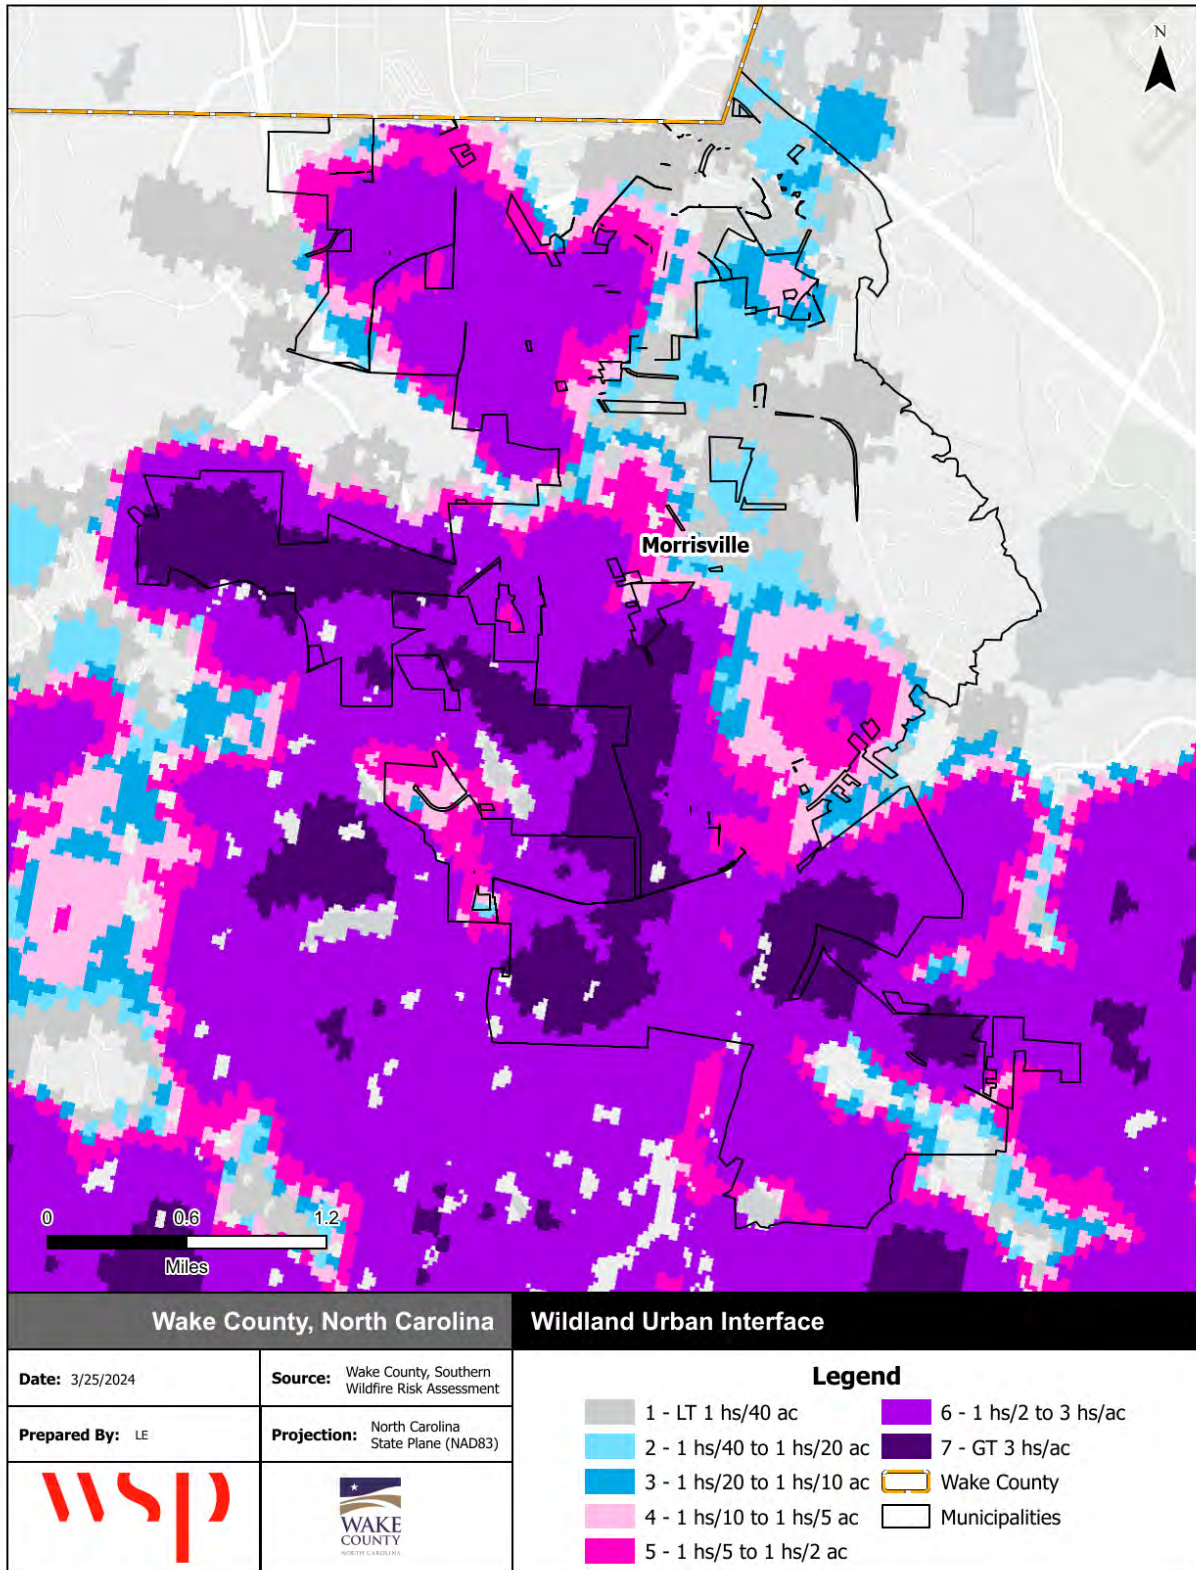 N
Morrisville
0 0.6 1.2
Miles
Wake County, North Carolina
Wildland Urban Interface
Date: 3/25/2024
Source: Wake County, Southern
Wildfire Risk Assessment
Prepared By: LE
Projection: North Carolina
State Plane (NAD83)
wsp
WAKE
COUNTY
NORTH CAROLINA
Legend
1 - LT 1 hs/40 ac
2 - 1 hs/40 to 1 hs/20 ac
3 - 1 hs/20 to 1 hs/10 ac
4 - 1 hs/10 to 1 hs/5 ac
5 - 1 hs/5 to 1 hs/2 ac
6 - 1 hs/2 to 3 hs/ac
7 - GT 3 hs/ac
Wake County
Municipalities